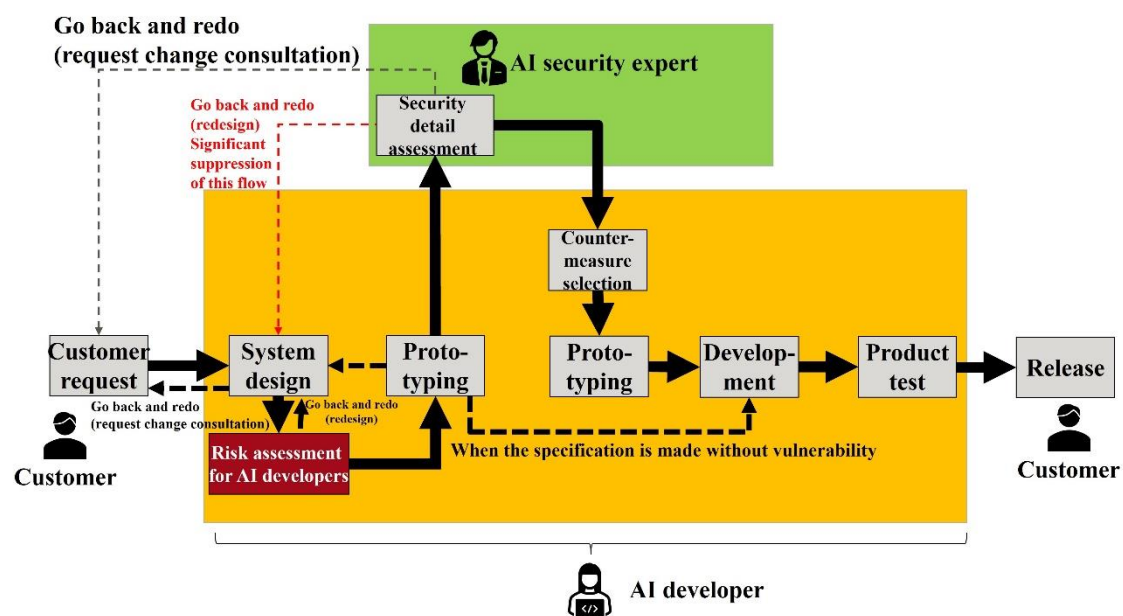 Go back and redo
(request change consultation)
AI security expert
Security
detail
assessment
Go back and redo
(redesign)
Significant
suppression
of this flow
Counter-
measure
selection
Customer
request
System
design
Proto-
typing
Proto-
typing
Develop-
ment
Product
test
Release
Go back and redo
(request change consultation)
Go back and redo
(redesign)
Customer
Risk assessment
for AI developers
When the specification is made without vulnerability
Customer
AI developer